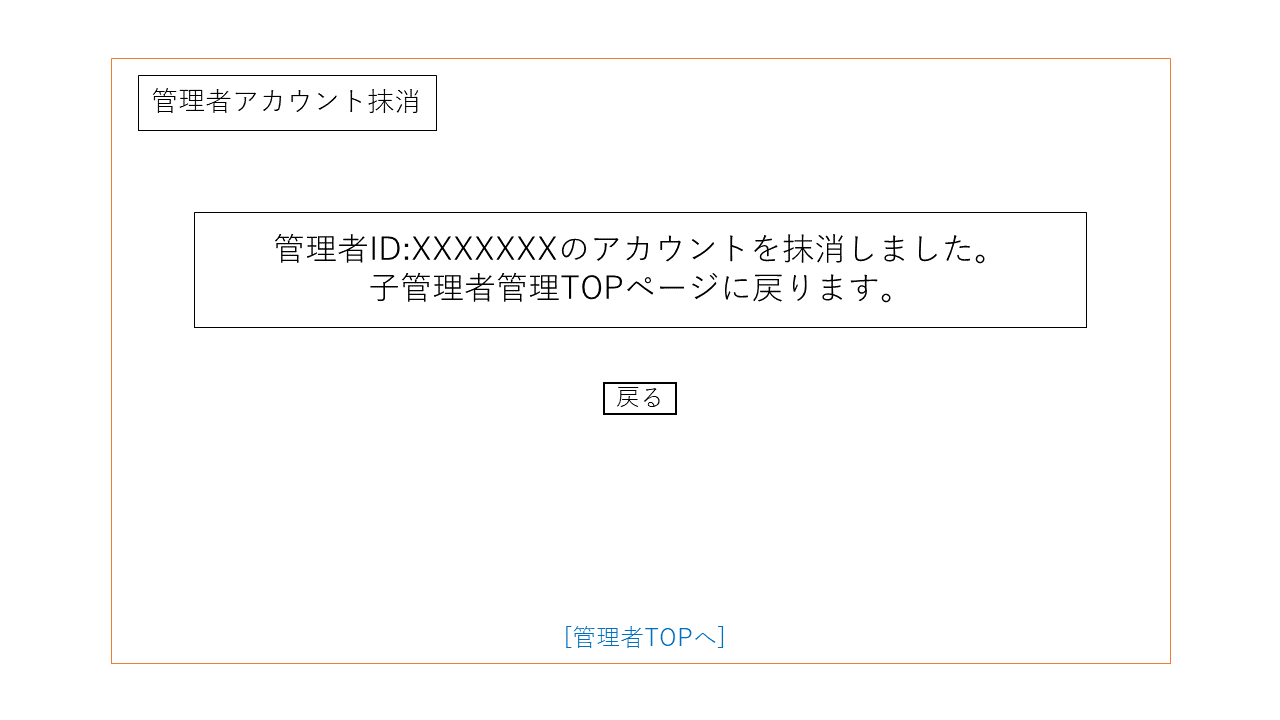 管理者アカウント抹消
管理者ID:XXXXXXXのアカウントを抹消しました。
子管理者管理TOPページに戻ります。
戻る
[管理者TOPへ]